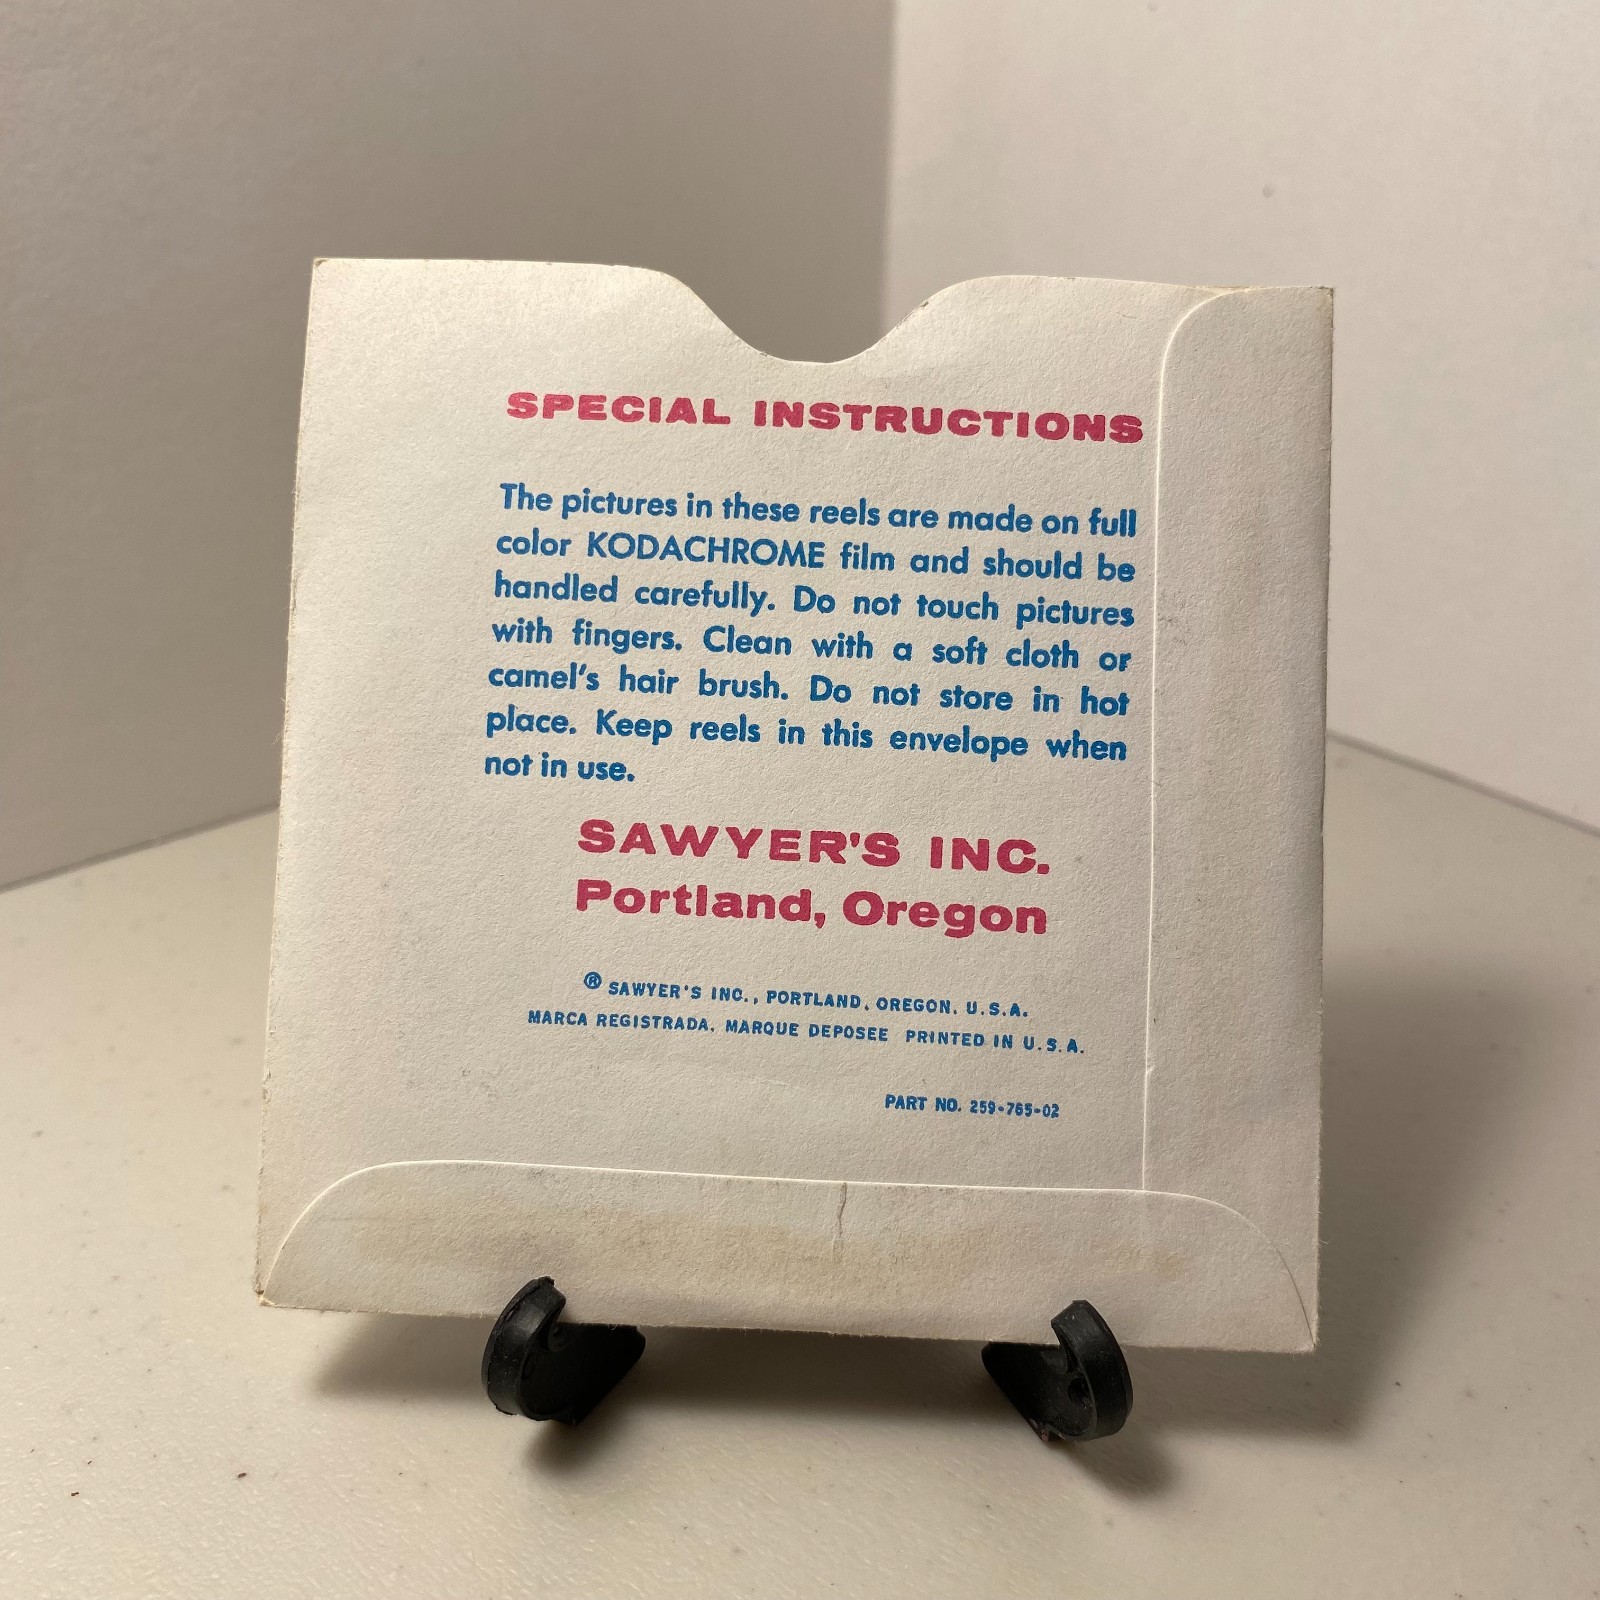 SPECIAL INSTRUCTIONS
The pictures in these reels are made on full
color KODACHROME film and should be
handled carefully. Do not touch pictures
with fingers. Clean with a soft cloth or
camel's hair brush. Do not store in hot
place. Keep reels in this envelope when
not in use.
SAWYER'S INC.
Portland, Oregon
® SAWYER'S INC., PORTLAND, OREGON, U.S.A.
MARCA REGISTRADA, MARQUE DEPOSEE PRINTED IN U.S.A.
PART NO. 259-765-02